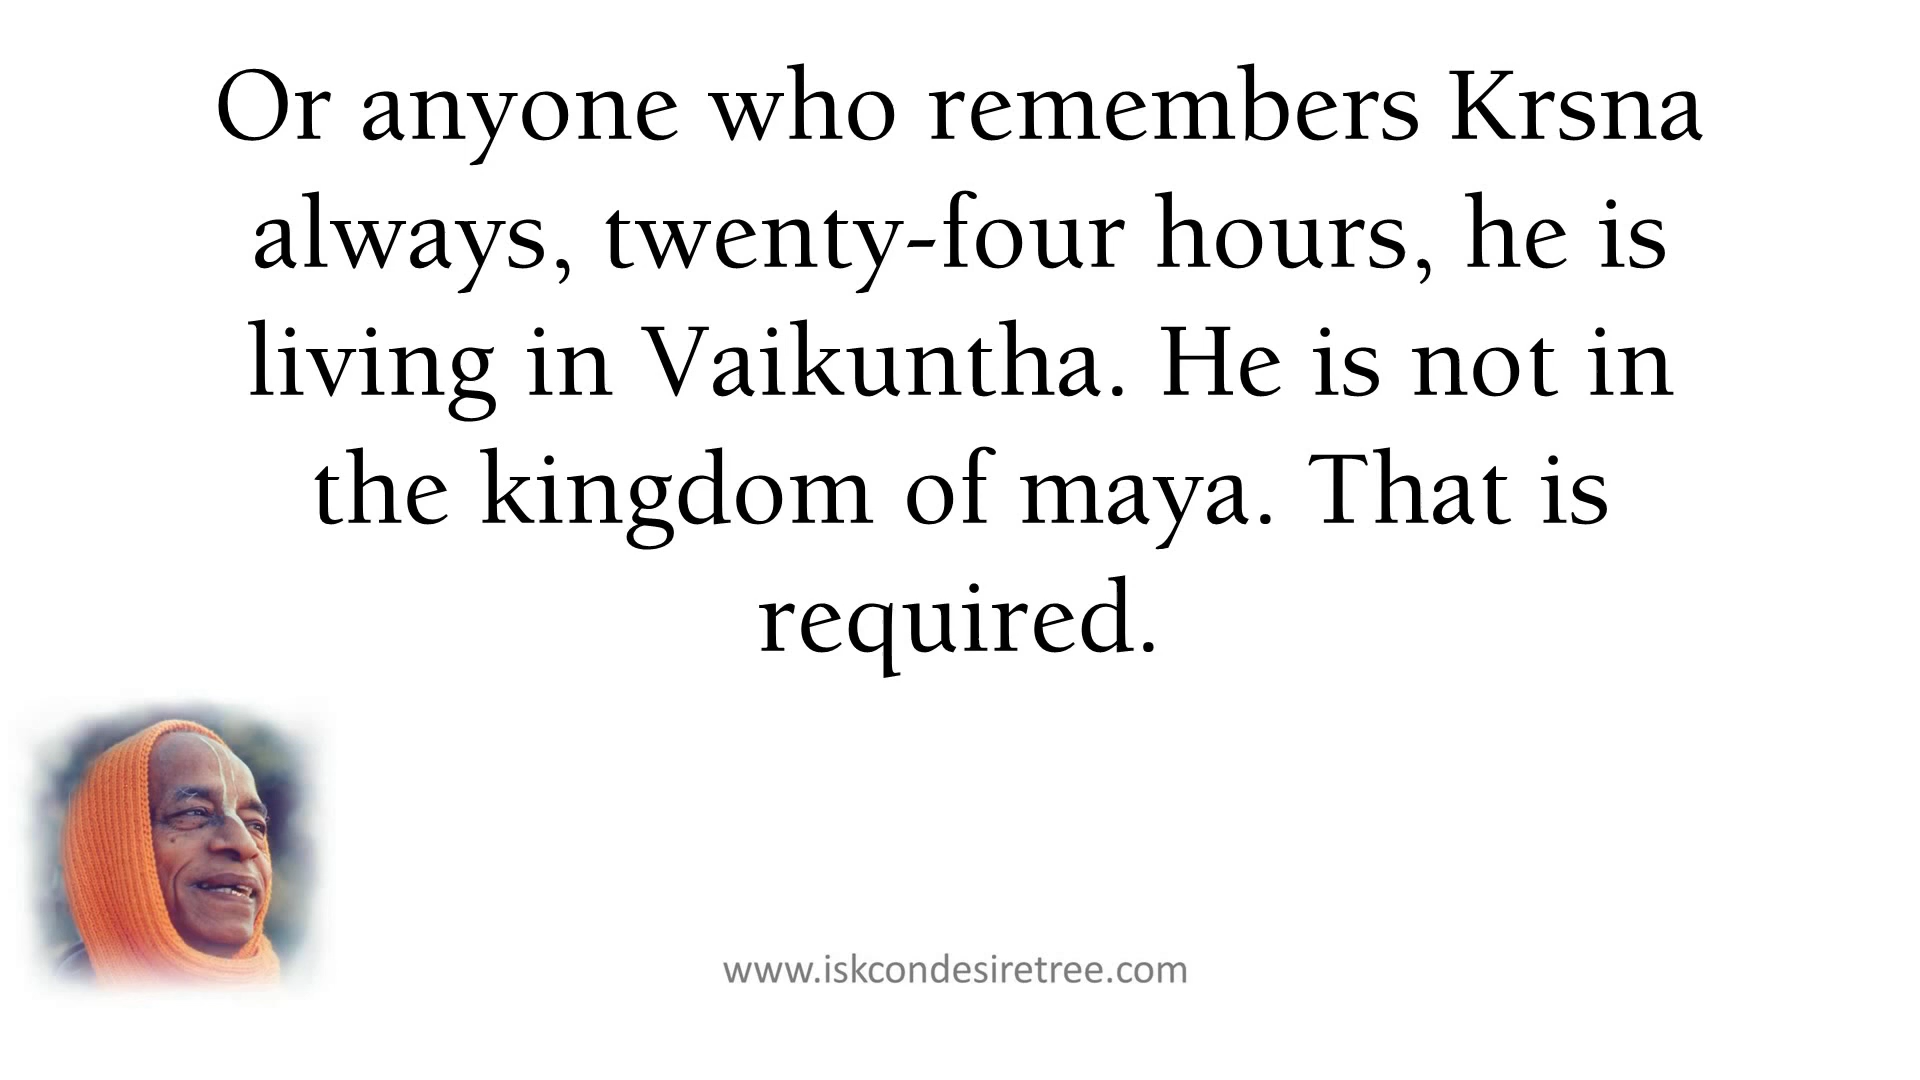 Or anyone who remembers Krsna
always, twenty-four hours, he is
living in Vaikuntha. He is not in
the kingdom of maya. That is
required.
www.iskcondesiretree.com